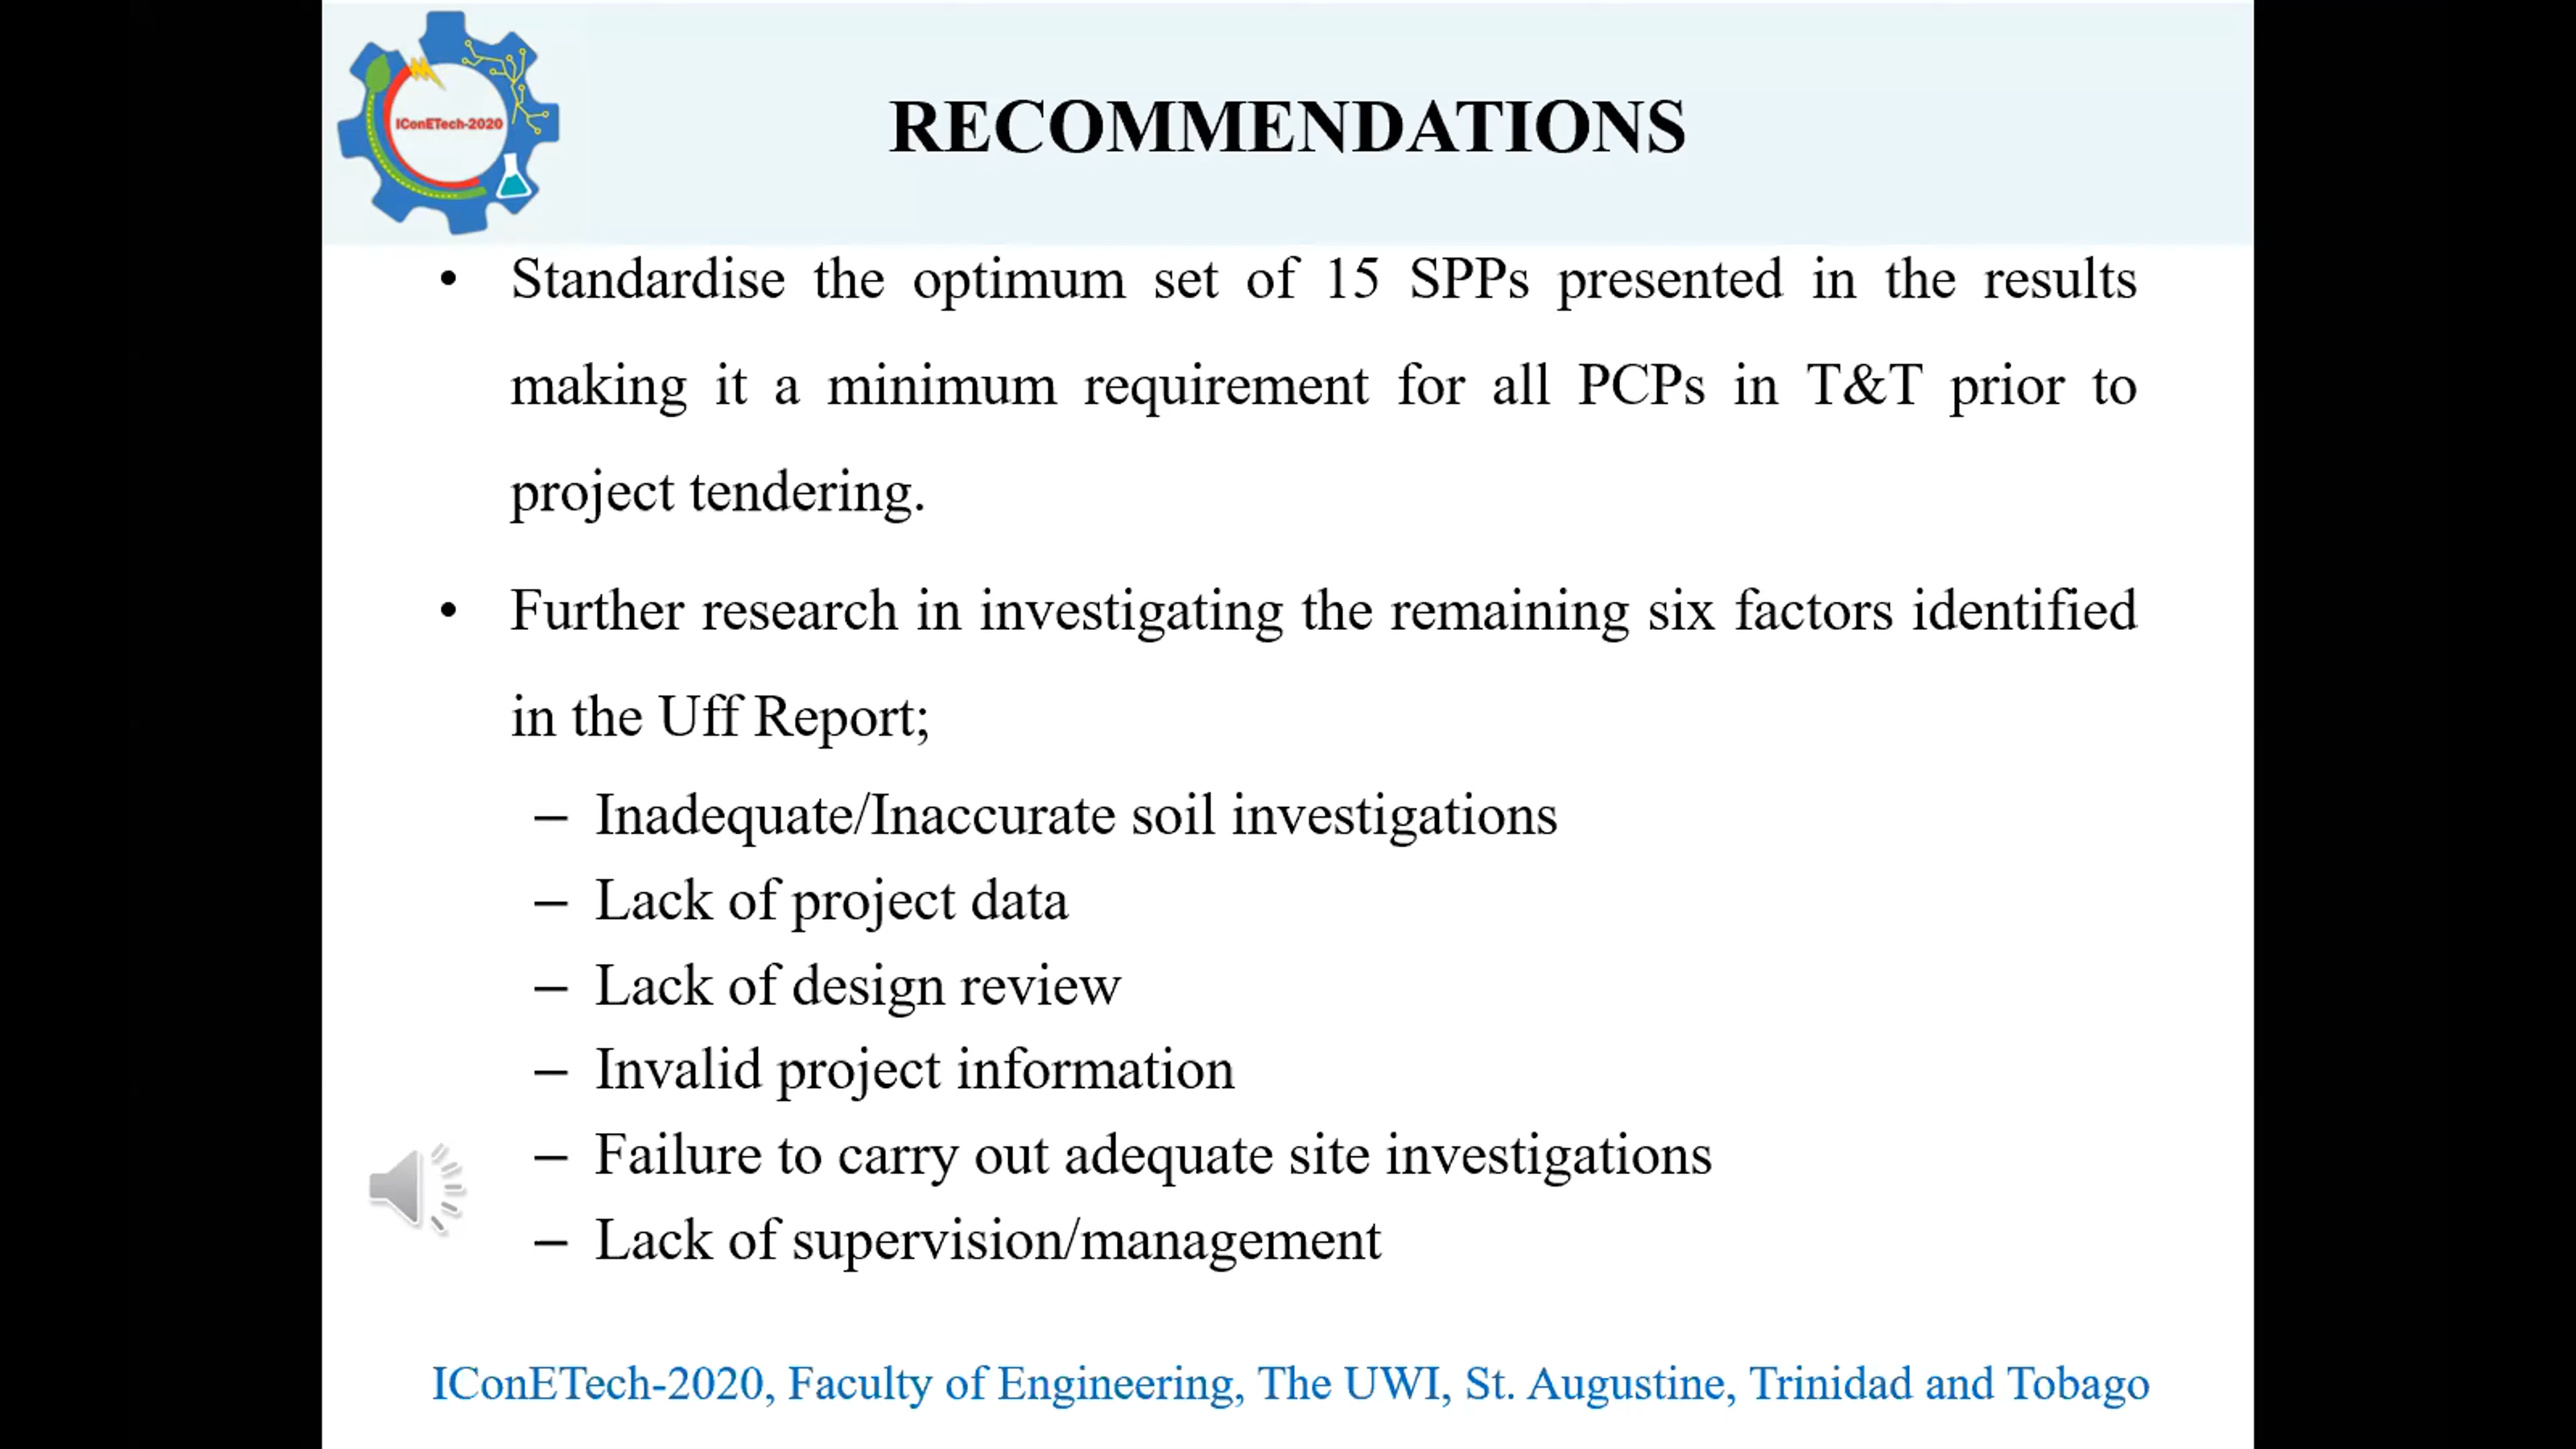 IConETech-2020
RECOMMENDATIONS
• Standardise the optimum set of 15 SPPs presented in the results
making it a minimum requirement for all PCPs in T&T prior to
project tendering.
• Further research in investigating the remaining six factors identified
in the Uff Report;
– Inadequate/Inaccurate soil investigations
– Lack of project data
– Lack of design review
– Invalid project information
– Failure to carry out adequate site investigations
– Lack of supervision/management
IConETech-2020, Faculty of Engineering, The UWI, St. Augustine, Trinidad and Tobago